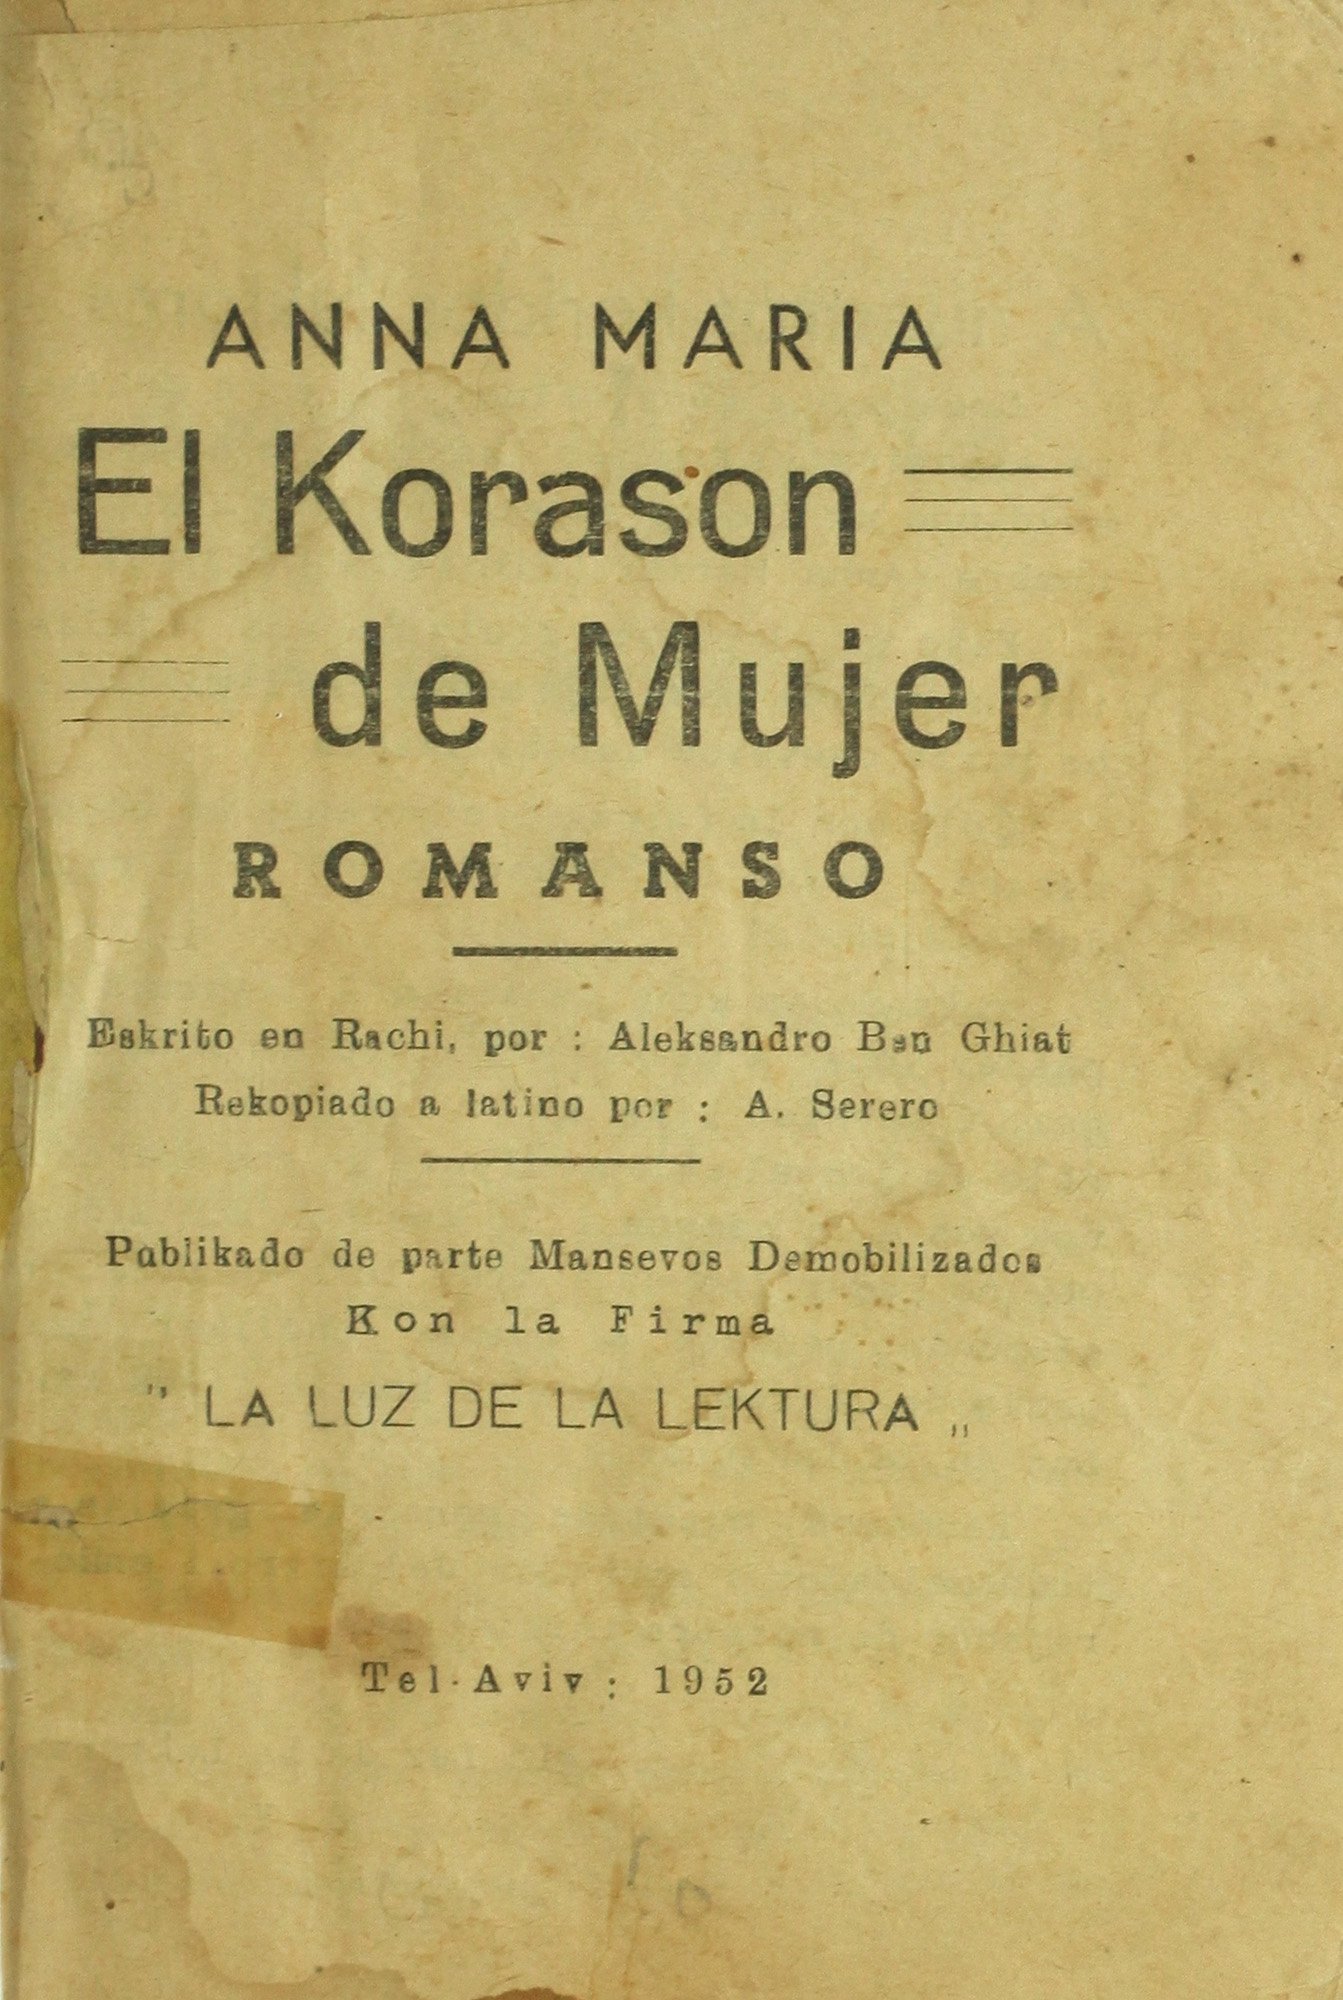 ANNA MARIA
El Korason
de Mujer
ROMANSO
Eskrito en Rachi, por : Aleksandro Ben Ghiat
Rekopiado a latino por : A. Serero
Publikado de parte Mansevos Demobilizados
Kon la Firma
" LA LUZ DE LA LEKTURA „
Tel-Aviv : 1952